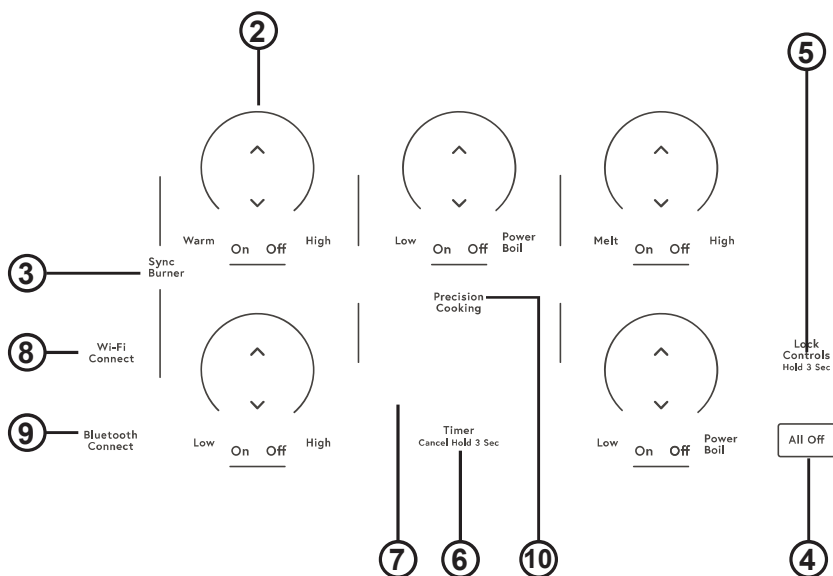 2
5
Warm
On Off
High
Low
On Off
Power
Boil
Melt
On Off
High
3
Sync
Burner
Precision
Cooking
8
Wi-Fi
Connect
Lock
Controls
Hold 3 Sec
9
Bluetooth
Connect
Low
On Off
High
Timer
Cancel Hold 3 Sec
Low
On Off
Power
Boil
All Off
7
6
10
4